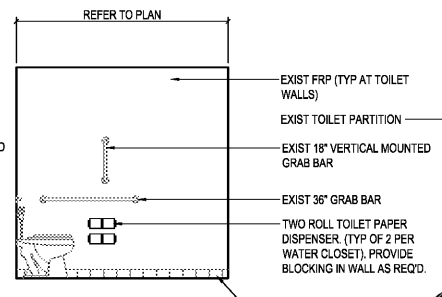 REFER TO PLAN
EXIST FRP (TYP AT TOILET
WALLS)
EXIST TOILET PARTITION
EXIST 18" VERTICAL MOUNTED
GRAB BAR
EXIST 36" GRAB BAR
TWO ROLL TOILET PAPER
DISPENSER. (TYP OF 2 PER
WATER CLOSET). PROVIDE
BLOCKING IN WALL AS REQ'D.